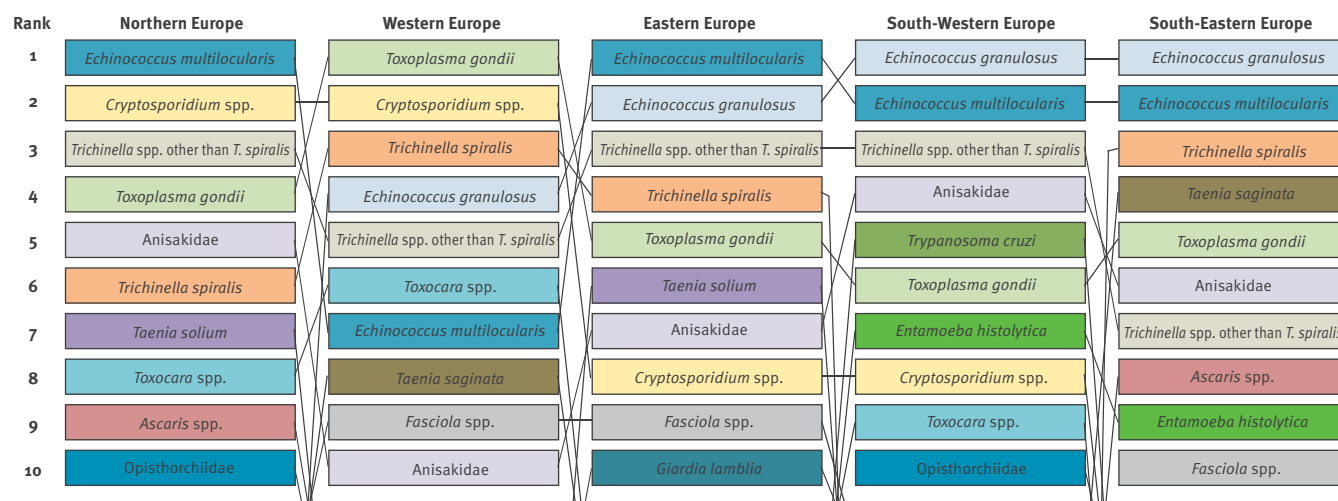 Rank Northern Europe Western Europe Eastern Europe South-Western Europe South-Eastern Europe
1 Echinococcus multilocularis Toxoplasma gondii Echinococcus multilocularis Echinococcus granulosus Echinococcus granulosus
2 Cryptosporidium spp. Cryptosporidium spp. Echinococcus granulosus Echinococcus multilocularis Echinococcus multilocularis
3 Trichinella spp. other than T. spiralis Trichinella spiralis Trichinella spp. other than T. spiralis Trichinella spp. other than T. spiralis Trichinella spiralis
4 Toxoplasma gondii Echinococcus granulosus Trichinella spiralis Anisakidae Taenia saginata
5 Anisakidae Trichinella spp. other than T. spiralis Toxoplasma gondii Trypanosoma cruzi Toxoplasma gondii
6 Trichinella spiralis Toxocara spp. Taenia solium Toxoplasma gondii Anisakidae
7 Taenia solium Echinococcus multilocularis Anisakidae Entamoeba histolytica Trichinella spp. other than T. spiralis
8 Toxocara spp. Taenia saginata Cryptosporidium spp. Cryptosporidium spp. Ascaris spp.
9 Ascaris spp. Fasciola spp. Fasciola spp. Toxocara spp. Entamoeba histolytica
10 Opisthorchiidae Anisakidae Giardia lamblia Opisthorchiidae Fasciola spp.